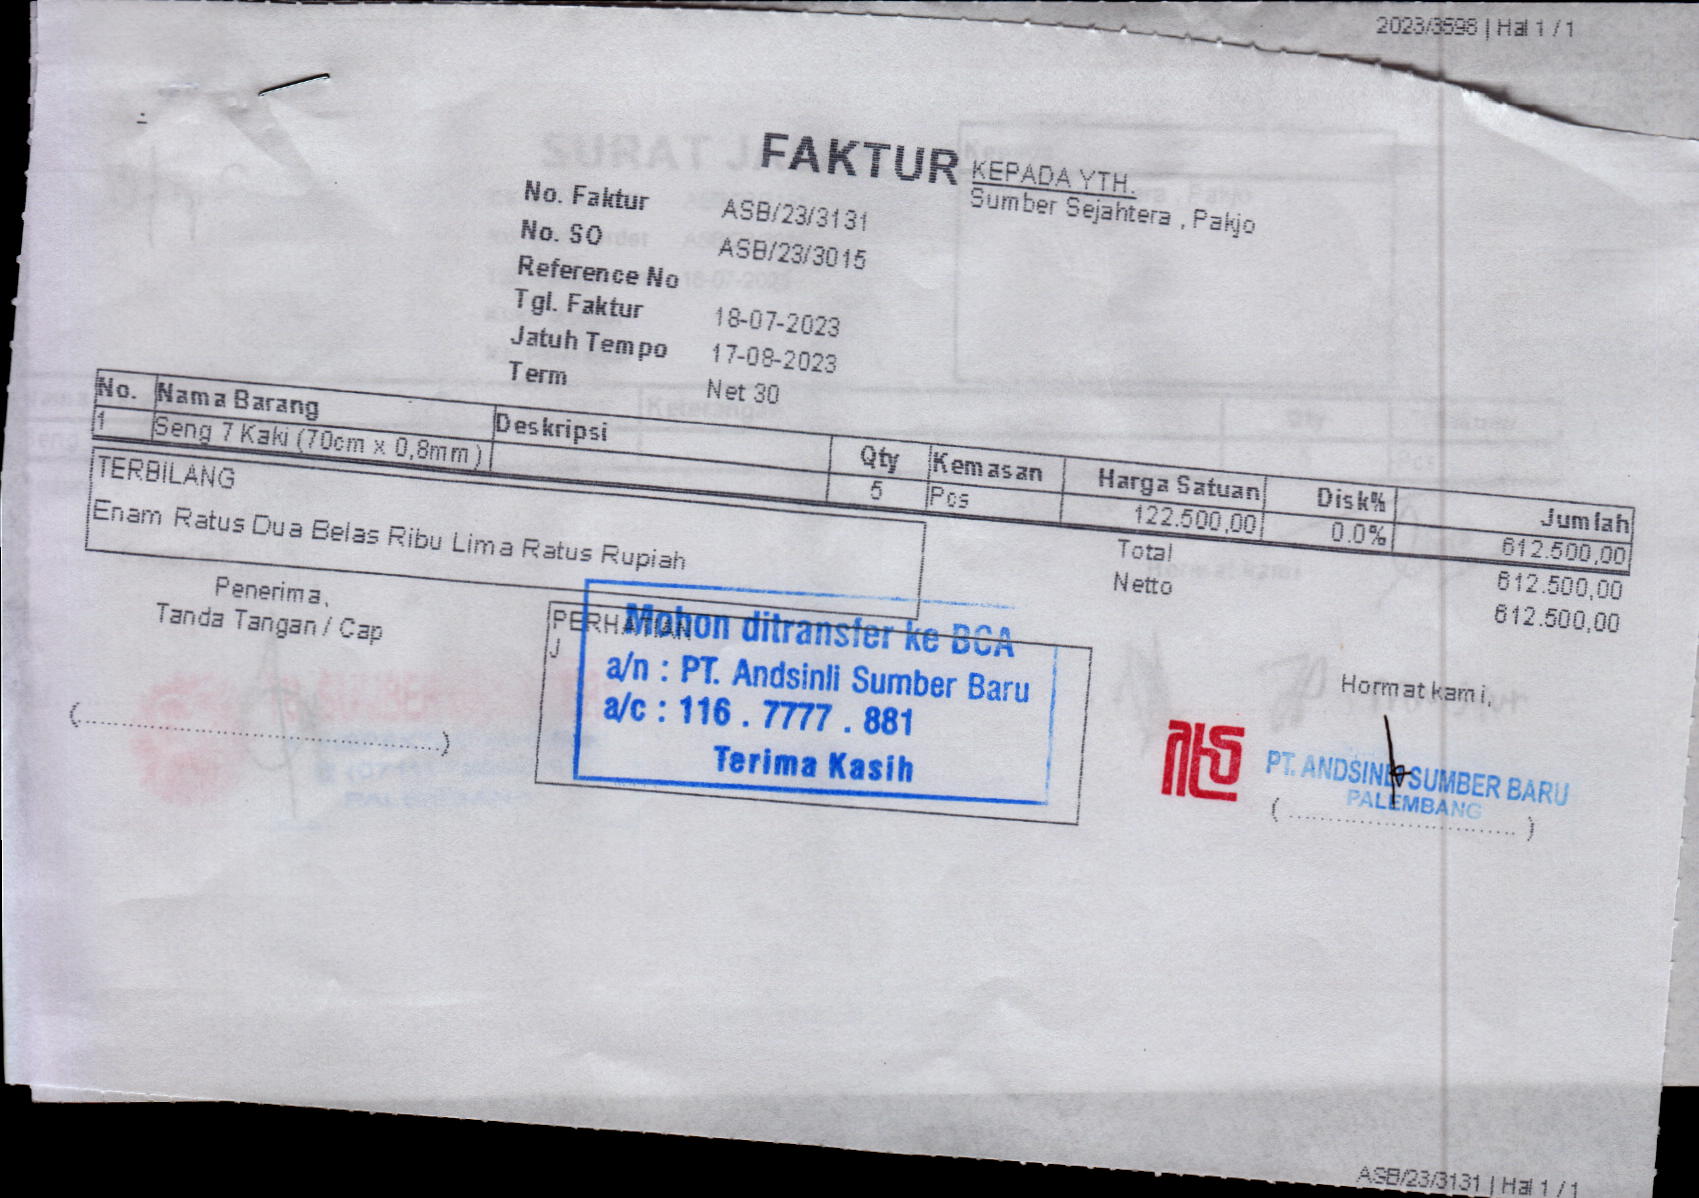 2023/3598 | Hal 1 / 1
FAKTUR
KEPADA YTH.
Sumber Sejahtera , Pakjo
No. Faktur ASB/23/3131
No. SO ASB/23/3015
Reference No
Tgl. Faktur 18-07-2023
Jatuh Tempo 17-08-2023
Term Net 30
No. Nama Barang Deskripsi Qty Kemasan Harga Satuan Disk% Jumlah
1 Seng 7 Kaki (70cm x 0,8mm) 5 Pcs 122.500,00 0.0% 612.500,00
TERBILANG
Enam Ratus Dua Belas Ribu Lima Ratus Rupiah
Total 612.500,00
Netto 612.500,00
Penerima,
Tanda Tangan / Cap
(..............................)
PERHATIAN
J
Mohon ditransfer ke BCA
a/n : PT. Andsinli Sumber Baru
a/c : 116 . 7777 . 881
Terima Kasih
Hormat kami,
PT. ANDSINLI SUMBER BARU
PALEMBANG
(..............................)
SURAT
ASB/23/3131 | Hal 1 / 1